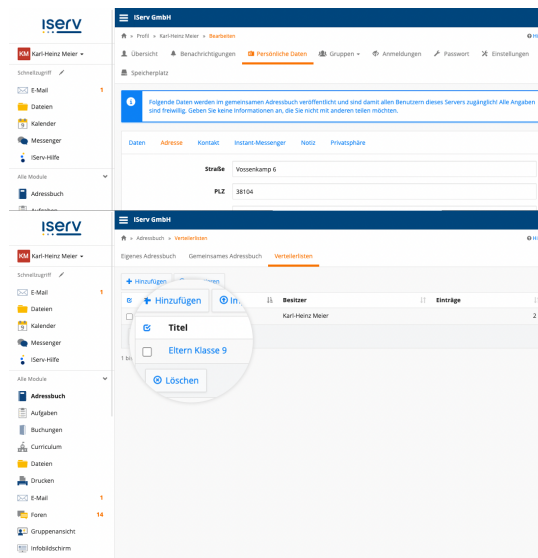 IServ
IServ GmbH
KM Karl-Heinz Meier
» Profil » Karl-Heinz Meier » Bearbeiten
Übersicht Benachrichtigungen Persönliche Daten Gruppen Anmeldungen Passwort Einstellungen
Speicherplatz
Schnellzugriff
E-Mail 1
Dateien
Kalender
Messenger
IServ-Hilfe
Alle Module
Adressbuch
Aufgaben
Folgende Daten werden im gemeinsamen Adressbuch veröffentlicht und sind damit allen Benutzern dieses Servers zugänglich! Alle Angaben
sind freiwillig. Geben Sie keine Informationen an, die Sie nicht mit anderen teilen möchten.
Daten Adresse Kontakt Instant-Messenger Notiz Privatsphäre
Straße Vossenkamp 6
PLZ 38104
IServ
IServ GmbH
KM Karl-Heinz Meier
» Adressbuch » Verteilerlisten
Eigenes Adressbuch Gemeinsames Adressbuch Verteilerlisten
Schnellzugriff
E-Mail 1
Dateien
Kalender
Messenger
IServ-Hilfe
Alle Module
Adressbuch
Aufgaben
Buchungen
Curriculum
Dateien
Drucken
E-Mail 1
Foren 14
Gruppenansicht
Infobildschirm
Hinzufügen
Hinzufügen
Titel
Eltern Klasse 9
Löschen
Besitzer Einträge
Karl-Heinz Meier 2